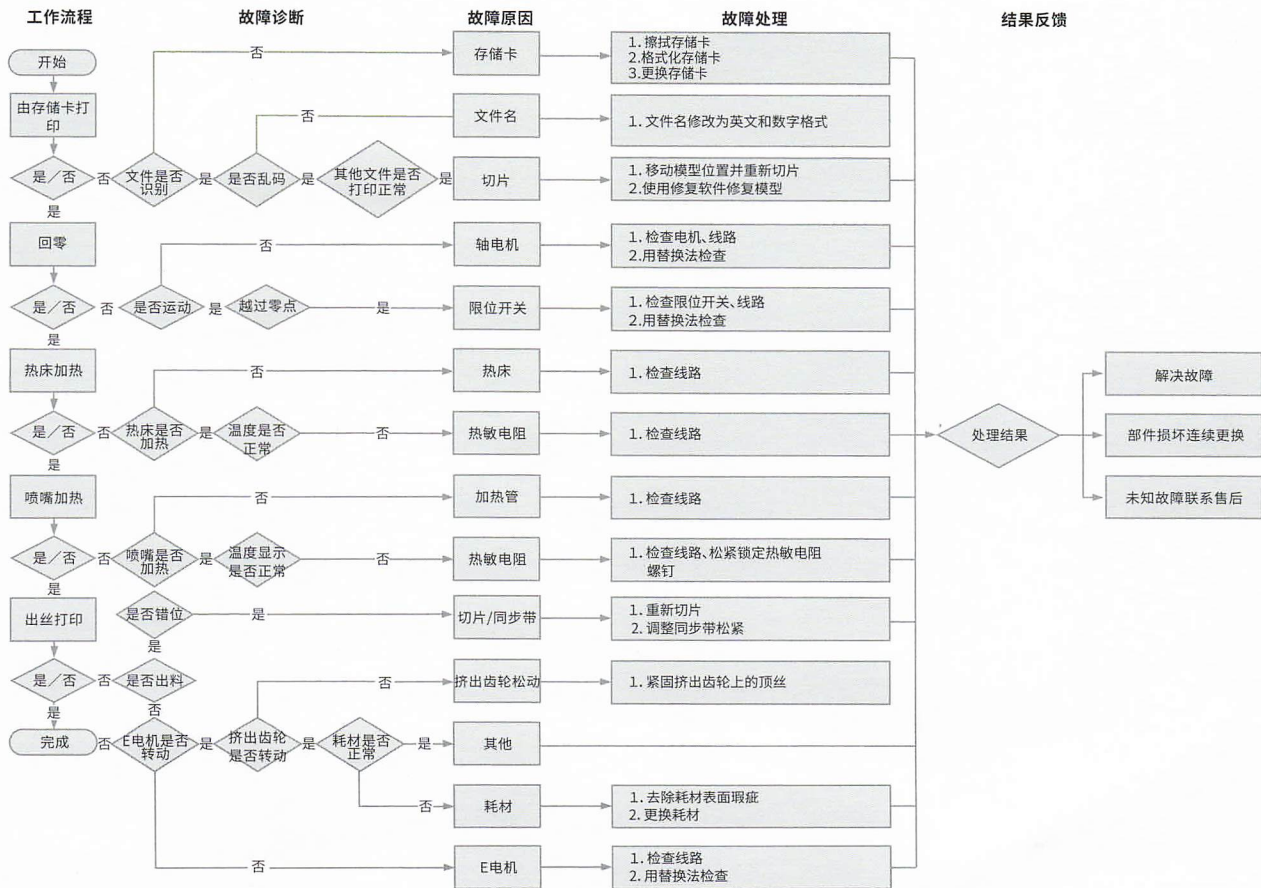 工作流程
故障诊断
故障原因
故障处理
结果反馈
开始
由存储卡打
印
是／否
否
文件是否
识别
否
是
是否乱码
否
是
其他文件是否
打印正常
是
存储卡
1. 擦拭存储卡
2.格式化存储卡
3.更换存储卡
文件名
1. 文件名修改为英文和数字格式
切片
1. 移动模型位置并重新切片
2.使用修复软件修复模型
是
回零
是／否
否
是否运动
否
是
越过零点
是
轴电机
1. 检查电机、线路
2.用替换法检查
限位开关
1. 检查限位开关、线路
2.用替换法检查
是
热床加热
是／否
否
热床是否
加热
否
是
温度是否
正常
否
热床
1. 检查线路
热敏电阻
1. 检查线路
是
喷嘴加热
是／否
否
喷嘴是否
加热
否
是
温度显示
是否正常
否
加热管
1. 检查线路
热敏电阻
1. 检查线路、松紧锁定热敏电阻
螺钉
是
出丝打印
是否错位
是
切片/同步带
1. 重新切片
2. 调整同步带松紧
是
是／否
否
是否出料
否
挤出齿轮松动
1. 紧固挤出齿轮上的顶丝
是
否
完成
否
E电机是否
转动
是
挤出齿轮
是否转动
是
耗材是否
正常
是
其他
否
耗材
1. 去除耗材表面瑕疵
2. 更换耗材
否
E电机
1. 检查线路
2. 用替换法检查
处理结果
解决故障
部件损坏连续更换
未知故障联系售后